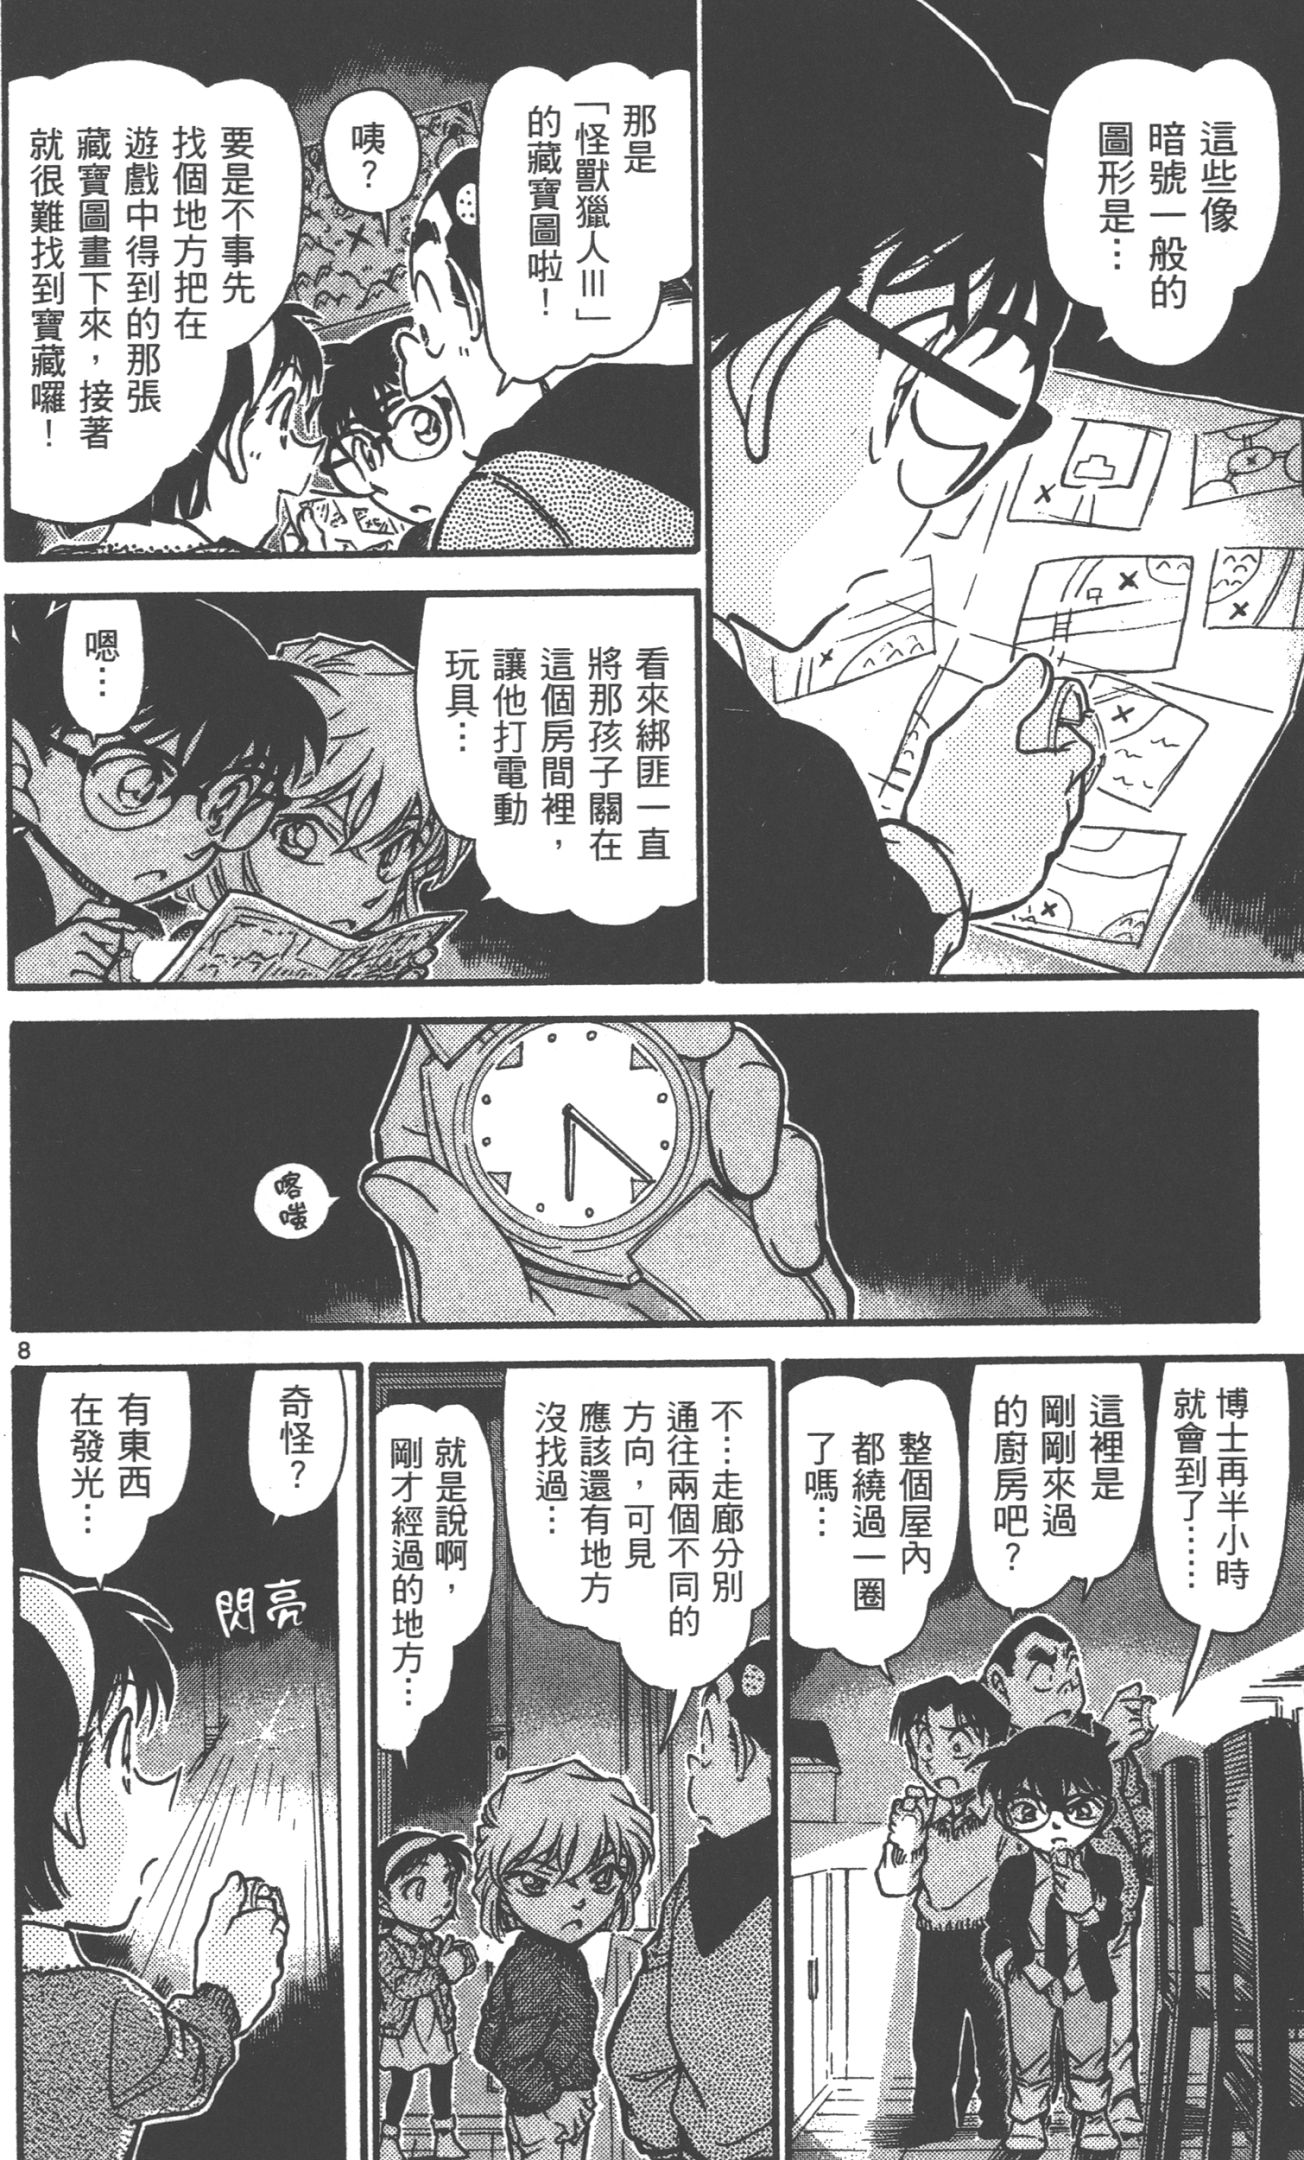 這些像
暗號一般的
圖形是…
那是
「怪獸獵人III」
的藏寶圖啦！
咦？
要是不事先
找個地方把在
遊戲中得到的那張
藏寶圖畫下來，接著
就很難找到寶藏囉！
看來綁匪一直
將那孩子關在
這個房間裡，
讓他打電動
玩具…
嗯…
喀
嗤
8
博士再半小時
就會到了……
這裡是
剛剛來過
的廚房吧？
整個屋內
都繞過一圈
了嗎…
不…走廊分別
通往兩個不同的
方向，可見
應該還有地方
沒找過…
就是說啊，
剛才經過的地方…
奇怪？
有東西
在發光…
閃亮